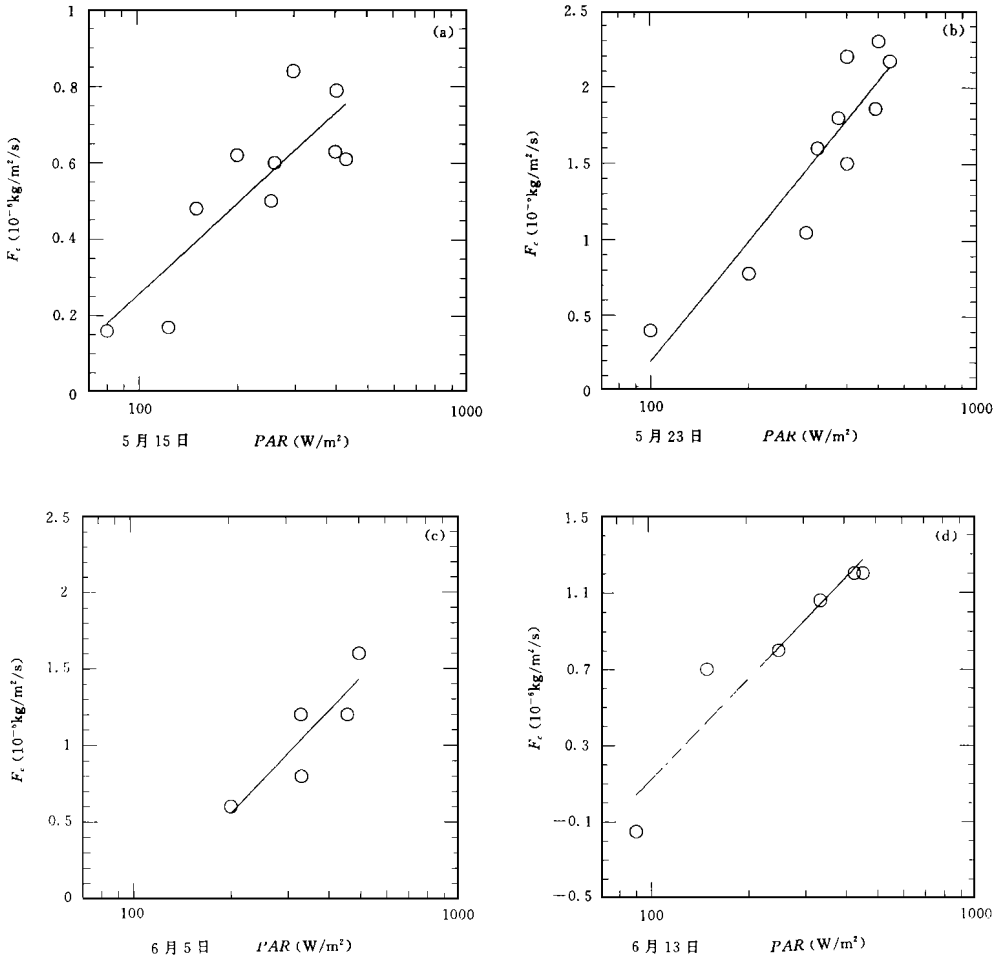 1
(a)
0.8
0.6
0.4
0.2
0
F_c (10⁻⁶kg/m²/s)
100
1000
5月15日 PAR (W/m²)
2.5
(b)
2
1.5
1
0.5
0
F_c (10⁻⁶kg/m²/s)
100
1000
5月23日 PAR (W/m²)
2.5
(c)
2
1.5
1
0.5
0
F_c (10⁻⁶kg/m²/s)
100
1000
6月5日 PAR (W/m²)
1.5
(d)
1.1
0.7
0.3
-0.1
-0.5
F_c (10⁻⁶kg/m²/s)
100
1000
6月13日 PAR (W/m²)